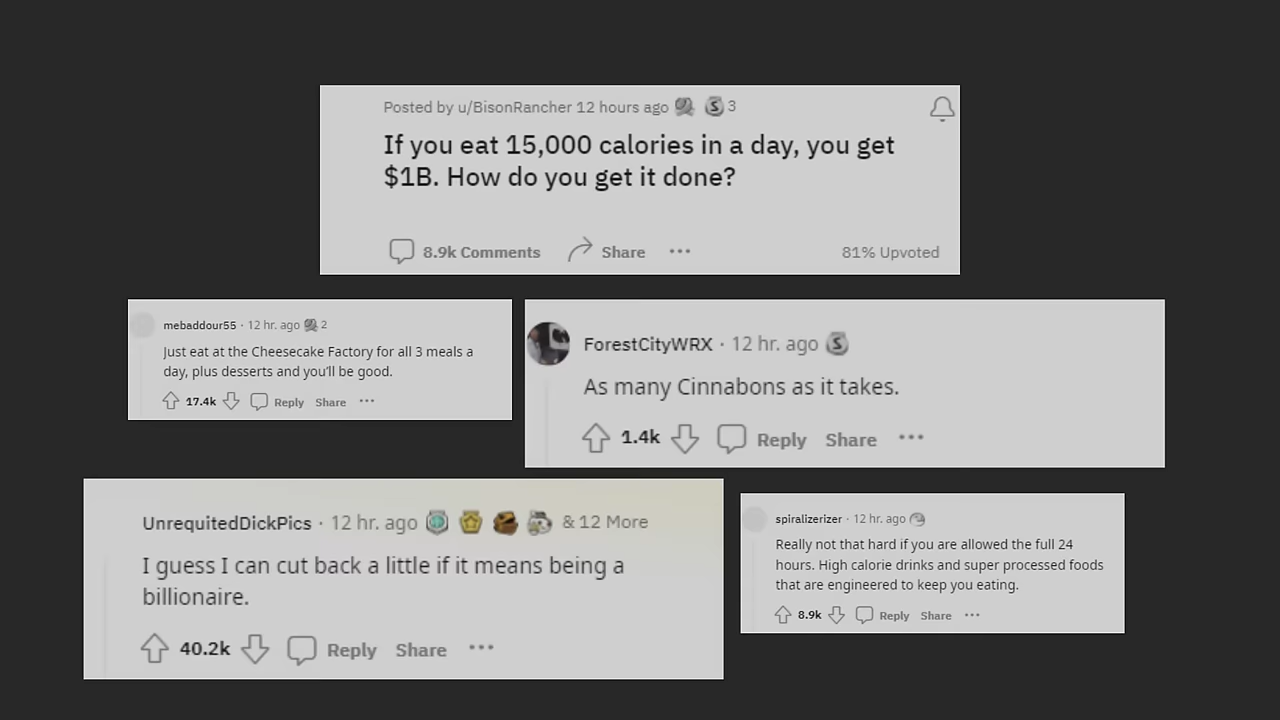 Posted by u/BisonRancher 12 hours ago 3
If you eat 15,000 calories in a day, you get
$1B. How do you get it done?
8.9k Comments Share ··· 81% Upvoted
mebaddour55 · 12 hr. ago 2
Just eat at the Cheesecake Factory for all 3 meals a
day, plus desserts and you'll be good.
17.4k Reply Share ···
ForestCityWRX · 12 hr. ago
As many Cinnabons as it takes.
1.4k Reply Share ···
UnrequitedDickPics · 12 hr. ago & 12 More
I guess I can cut back a little if it means being a
billionaire.
40.2k Reply Share ···
spiralizerizer · 12 hr. ago
Really not that hard if you are allowed the full 24
hours. High calorie drinks and super processed foods
that are engineered to keep you eating.
8.9k Reply Share ···